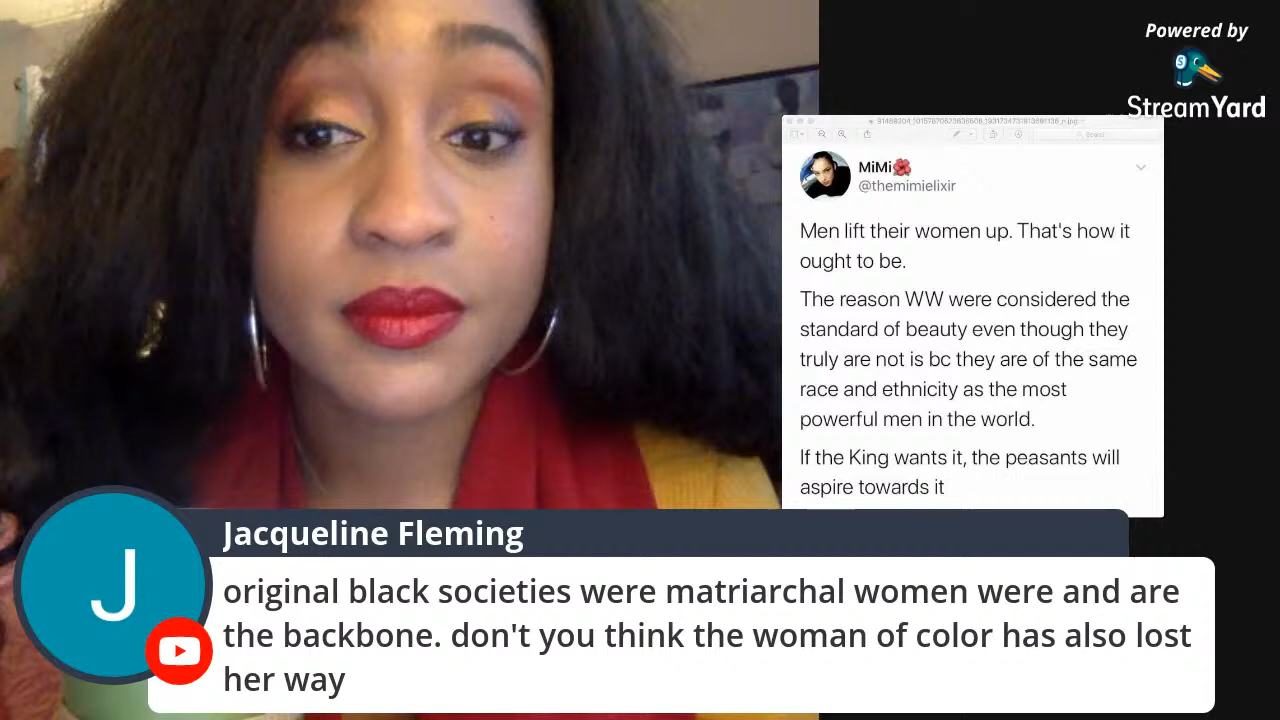 Powered by
StreamYard
MiMi🌺
@themimielixir
Men lift their women up. That's how it
ought to be.
The reason WW were considered the
standard of beauty even though they
truly are not is bc they are of the same
race and ethnicity as the most
powerful men in the world.
If the King wants it, the peasants will
aspire towards it
J
Jacqueline Fleming
original black societies were matriarchal women were and are
the backbone. don't you think the woman of color has also lost
her way